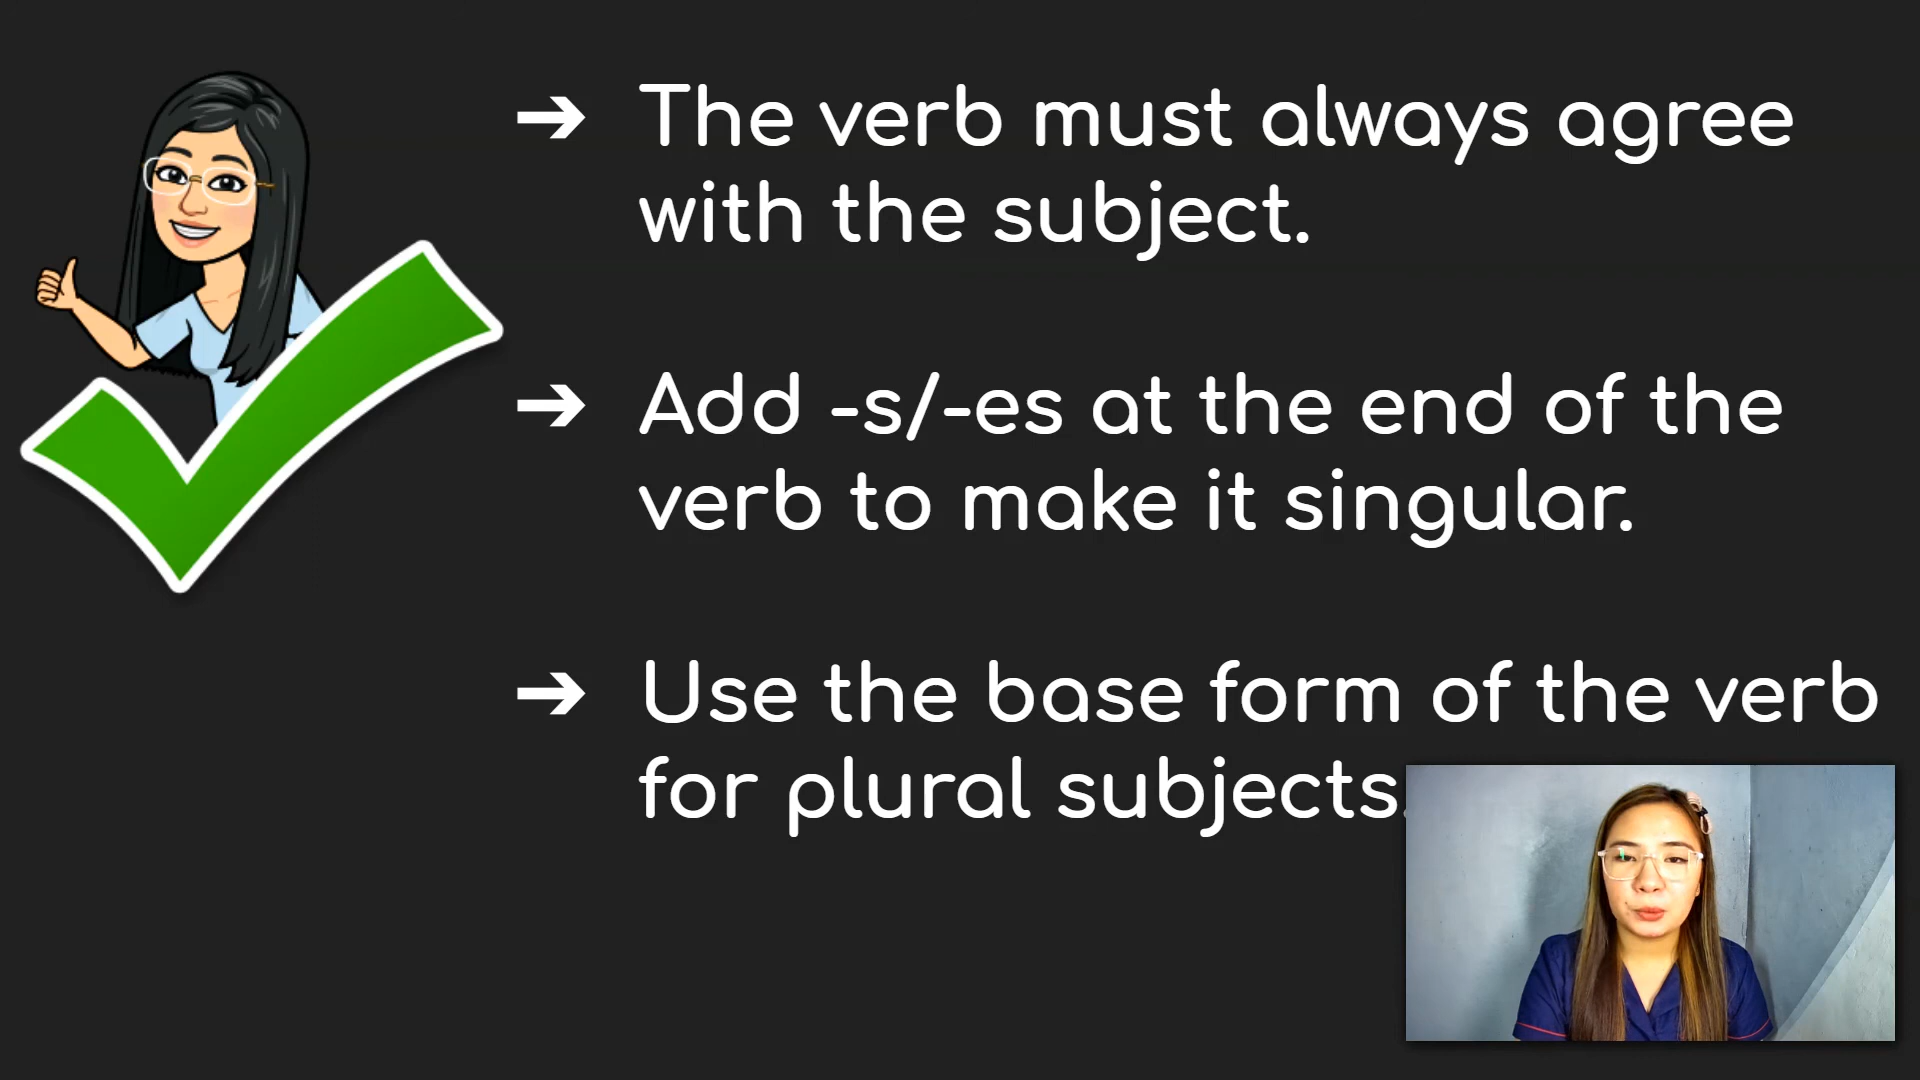 ➔ The verb must always agree
with the subject.
➔ Add -s/-es at the end of the
verb to make it singular.
➔ Use the base form of the verb
for plural subjects.